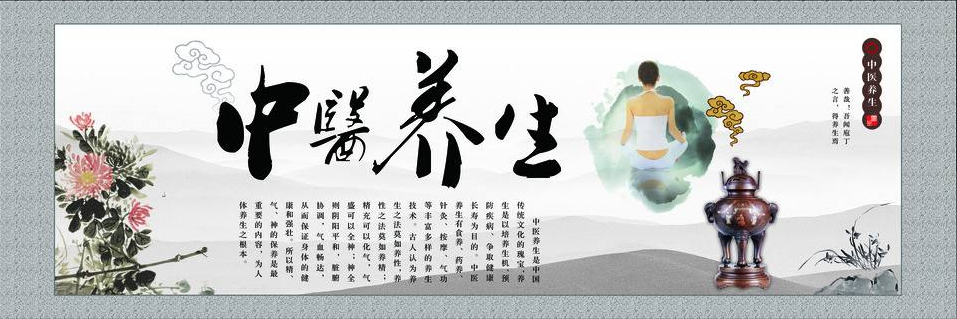 中醫养生
中医养生
善哉!吾闻庖丁
之言,得养生焉
中医养生是中国
传统文化的瑰宝,养
生是以培养生机、预
防疾病、争取健康
长寿为目的。中医
养生有食养、药养、
针灸、按摩、气功
等丰富多样的养生
技术。古人认为养
生之法莫如养性,养
性之法莫如养精;
精充可以化气,气
盛可以全神;神全
则阴阳平和,脏腑
协调,气血畅达,
从而保证身体的健
康和强壮。所以精、
气、神的保养是最
重要的内容,为人
体养生之根本。